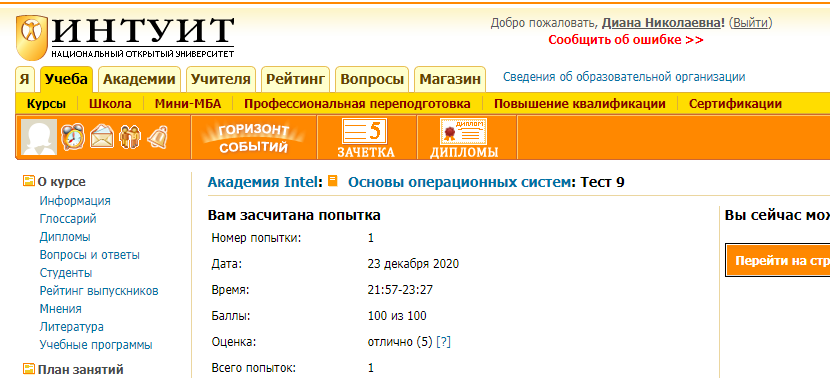 ИНТУИТ
НАЦИОНАЛЬНЫЙ ОТКРЫТЫЙ УНИВЕРСИТЕТ
Добро пожаловать, Диана Николаевна! (Выйти)
Сообщить об ошибке >>
Я Учеба Академии Учителя Рейтинг Вопросы Магазин Сведения об образовательной организации
Курсы Школа Мини-МБА Профессиональная переподготовка Повышение квалификации Сертификации
ГОРИЗОНТ СОБЫТИЙ
5
ЗАЧЕТКА
ДИПЛОМ
ДИПЛОМЫ
О курсе
Информация
Глоссарий
Дипломы
Вопросы и ответы
Студенты
Рейтинг выпускников
Мнения
Литература
Учебные программы
План занятий
Академия Intel: Основы операционных систем: Тест 9
Вам засчитана попытка
Номер попытки: 1
Дата: 23 декабря 2020
Время: 21:57-23:27
Баллы: 100 из 100
Оценка: отлично (5) [?]
Всего попыток: 1
Вы сейчас мо
Перейти на стр